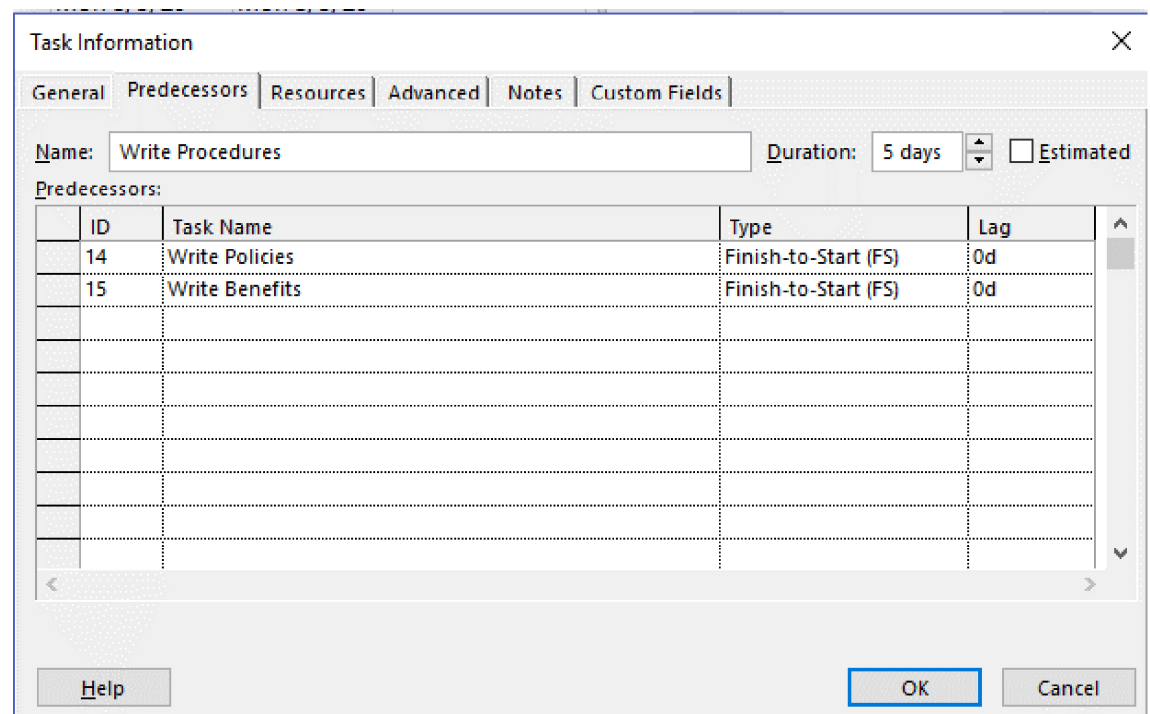 Task Information
General Predecessors Resources Advanced Notes Custom Fields
Name: Write Procedures Duration: 5 days Estimated
Predecessors:
ID Task Name Type Lag
14 Write Policies Finish-to-Start (FS) 0d
15 Write Benefits Finish-to-Start (FS) 0d
Help OK Cancel